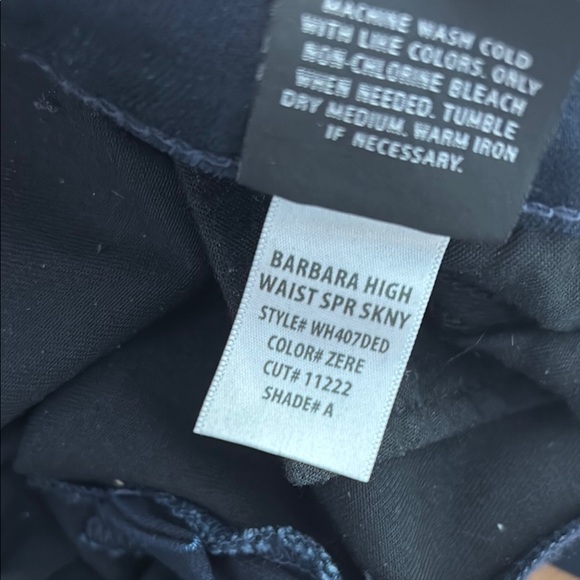 MACHINE WASH COLD
WITH LIKE COLORS. ONLY
NON-CHLORINE BLEACH
WHEN NEEDED. TUMBLE
DRY MEDIUM. WARM IRON
IF NECESSARY.
BARBARA HIGH
WAIST SPR SKNY
STYLE# WH407DED
COLOR# ZERE
CUT# 11222
SHADE# A